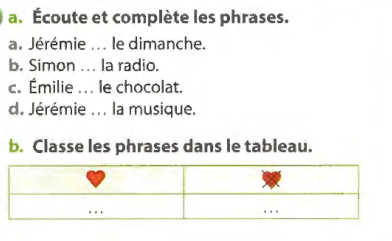 a. Écoute et complète les phrases.
a. Jérémie ... le dimanche.
b. Simon ... la radio.
c. Émilie ... le chocolat.
d. Jérémie ... la musique.
b. Classe les phrases dans le tableau.
... ...